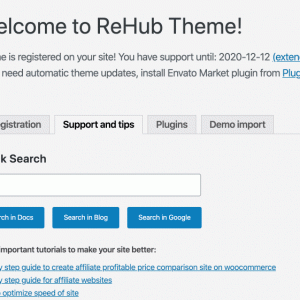 elcome to ReHub Theme!
e is registered on your site! You have support until: 2020-12-12 (exten
need automatic theme updates, install Envato Market plugin from Plug
gistration Support and tips Plugins Demo import
k Search
rch in Docs Search in Blog Search in Google
mportant tutorials to make your site better:
y step guide to create affiliate profitable price comparison site on woocommerce
y step guide for affiliate websites
optimize speed of site